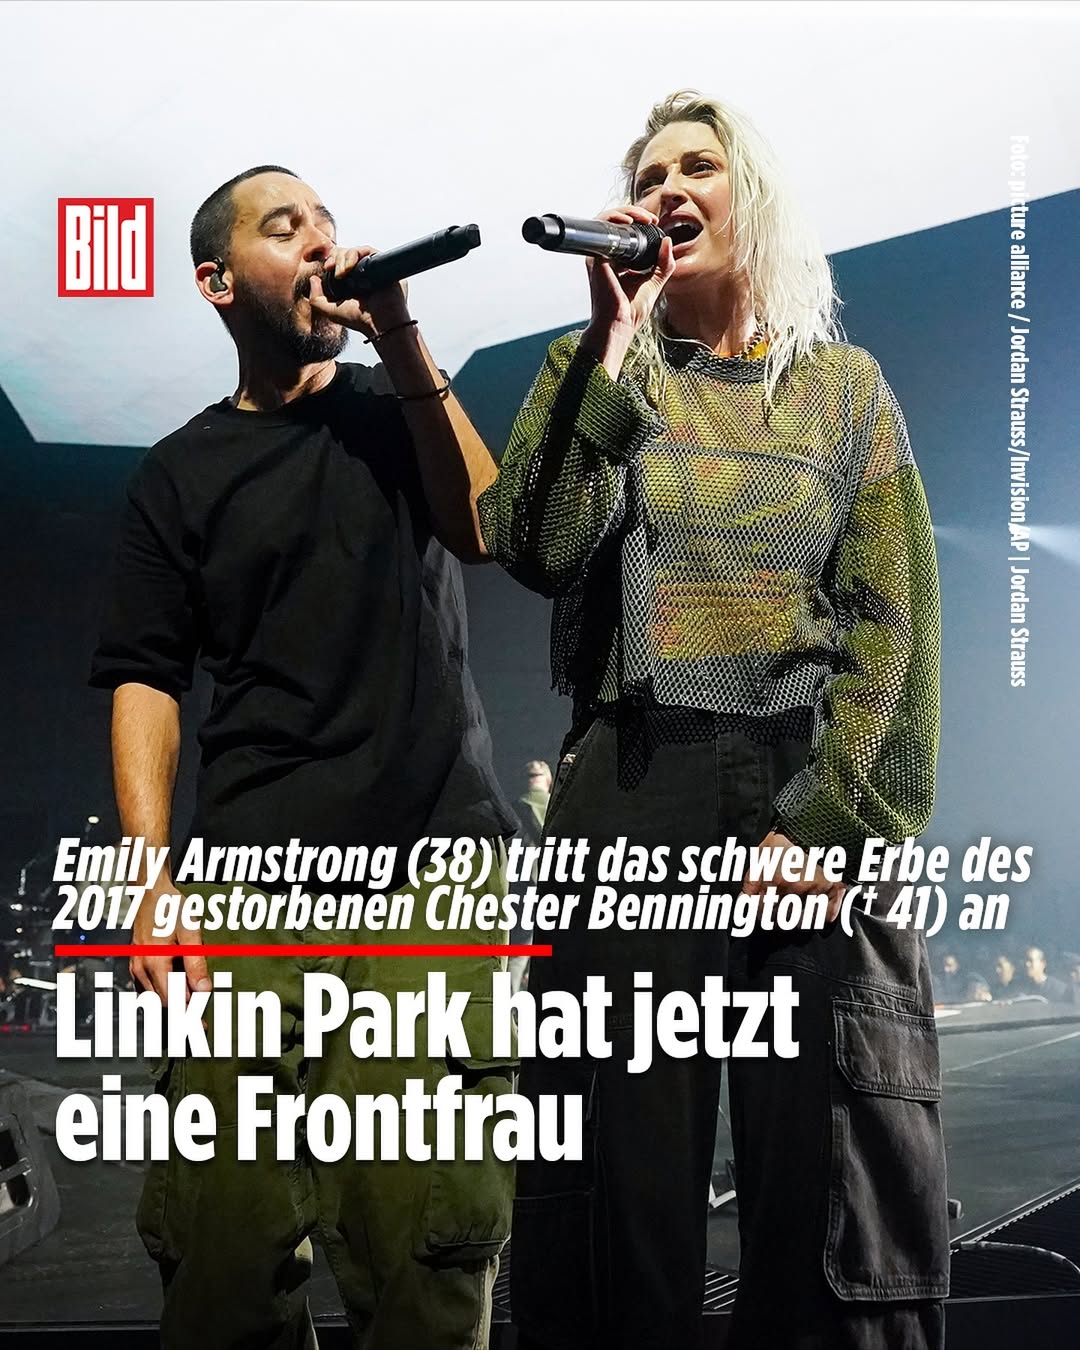 Bild
Foto: picture alliance / Jordan Strauss/Invision/AP | Jordan Strauss
Emily Armstrong (38) tritt das schwere Erbe des
2017 gestorbenen Chester Bennington († 41) an
Linkin Park hat jetzt
eine Frontfrau